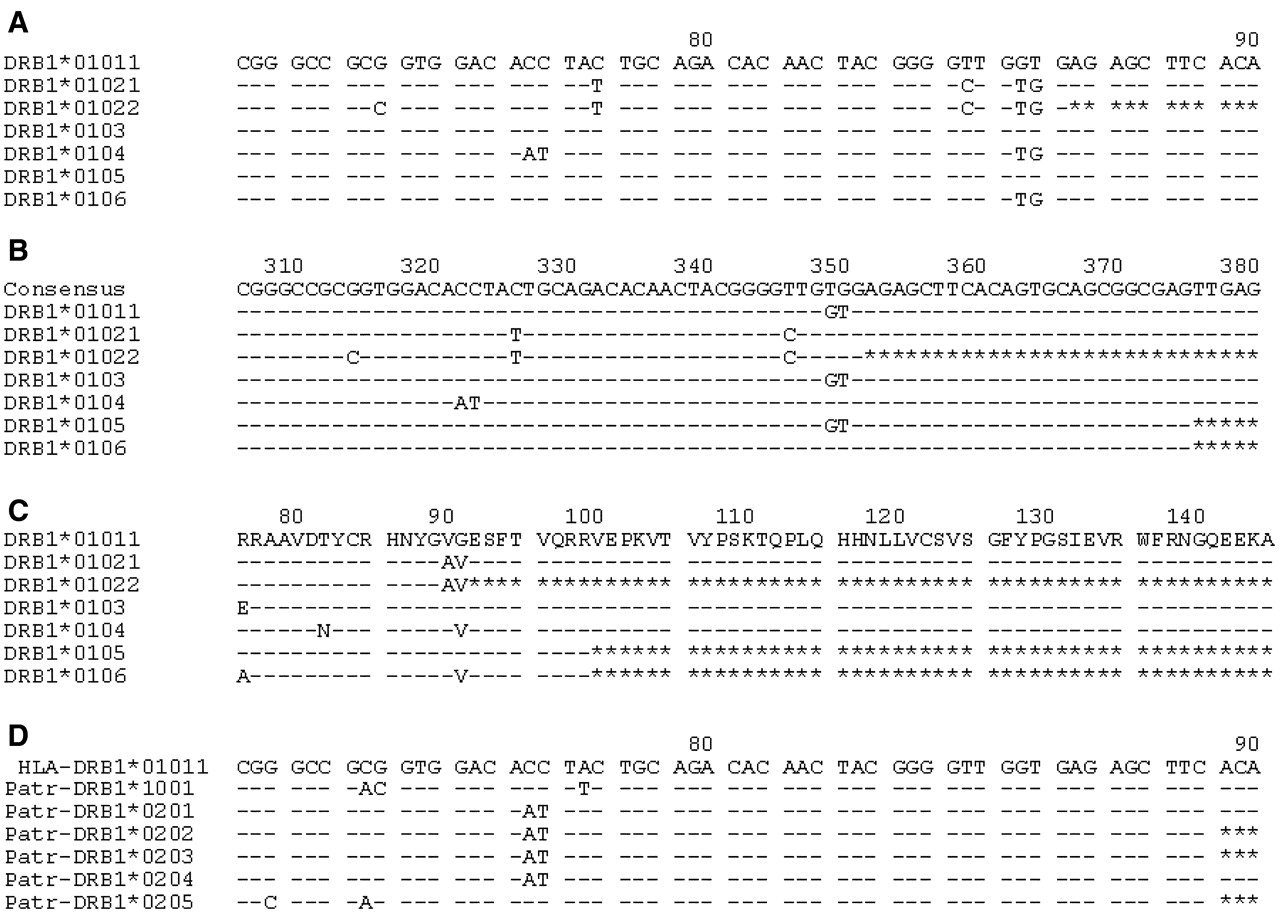 A
80 90
DRB1*01011 CGG GCC GCG GTG GAC ACC TAC TGC AGA CAC AAC TAC GGG GTT GGT GAG AGC TTC ACA
DRB1*01021 --- --- --- --- --- --- --T --- --- --- --- --- --- -C- -TG --- --- --- ---
DRB1*01022 --- --- --C --- --- --- --T --- --- --- --- --- --- -C- -TG -** *** *** ***
DRB1*0103 --- --- --- --- --- --- --- --- --- --- --- --- --- --- --- --- --- --- ---
DRB1*0104 --- --- --- --- --- -AT --- --- --- --- --- --- --- --- -TG --- --- --- ---
DRB1*0105 --- --- --- --- --- --- --- --- --- --- --- --- --- --- --- --- --- --- ---
DRB1*0106 --- --- --- --- --- --- --- --- --- --- --- --- --- --- -TG --- --- --- ---
B
310 320 330 340 350 360 370 380
Consensus CGGGCCGCGGTGGACACCTACTGCAGACACAACTACGGGGTTGTGGAGAGCTTCACAGTGCAGCGGCGAGTTGAG
DRB1*01011 -------------------------------------------GT------------------------------
DRB1*01021 --------------------T-------------------C----------------------------------
DRB1*01022 --------C-----------T-------------------C-----*****************************
DRB1*0103 -------------------------------------------GT------------------------------
DRB1*0104 ----------------AT---------------------------------------------------------
DRB1*0105 -------------------------------------------GT-------------------------*****
DRB1*0106 ----------------------------------------------------------------------*****
C
80 90 100 110 120 130 140
DRB1*01011 RRAAVDTYCR HNYGVGESFT VQRRVEPKVT VYPSKTQPLQ HHNLLVCSVS GFYPGSIEVR WFRNGQEEKA
DRB1*01021 ---------- ----AV---- ---------- ---------- ---------- ---------- ----------
DRB1*01022 ---------- ----AV**** ********** ********** ********** ********** **********
DRB1*0103 E--------- ---------- ---------- ---------- ---------- ---------- ----------
DRB1*0104 ------N--- -----V---- ---------- ---------- ---------- ---------- ----------
DRB1*0105 ---------- ---------- ----****** ********** ********** ********** **********
DRB1*0106 A--------- -----V---- ----****** ********** ********** ********** **********
D
80 90
HLA-DRB1*01011 CGG GCC GCG GTG GAC ACC TAC TGC AGA CAC AAC TAC GGG GTT GGT GAG AGC TTC ACA
Patr-DRB1*1001 --- --- -AC --- --- --- -T- --- --- --- --- --- --- --- --- --- --- --- ---
Patr-DRB1*0201 --- --- --- --- --- -AT --- --- --- --- --- --- --- --- --- --- --- --- ---
Patr-DRB1*0202 --- --- --- --- --- -AT --- --- --- --- --- --- --- --- --- --- --- --- ***
Patr-DRB1*0203 --- --- --- --- --- -AT --- --- --- --- --- --- --- --- --- --- --- --- ***
Patr-DRB1*0204 --- --- --- --- --- -AT --- --- --- --- --- --- --- --- --- --- --- --- ---
Patr-DRB1*0205 --C --- -A- --- --- --- --- --- --- --- --- --- --- --- --- --- --- --- ***